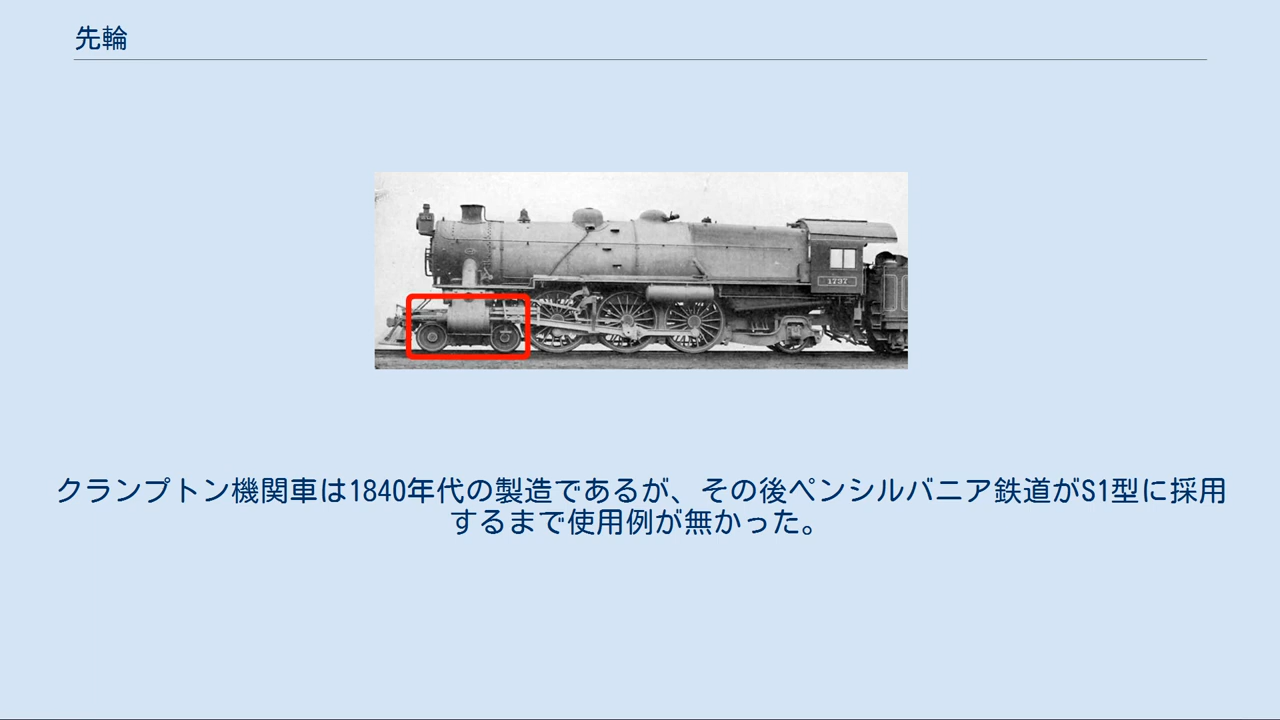 先輪
1737
クランプトン機関車は1840年代の製造であるが、その後ペンシルバニア鉄道がS1型に採用
するまで使用例が無かった。